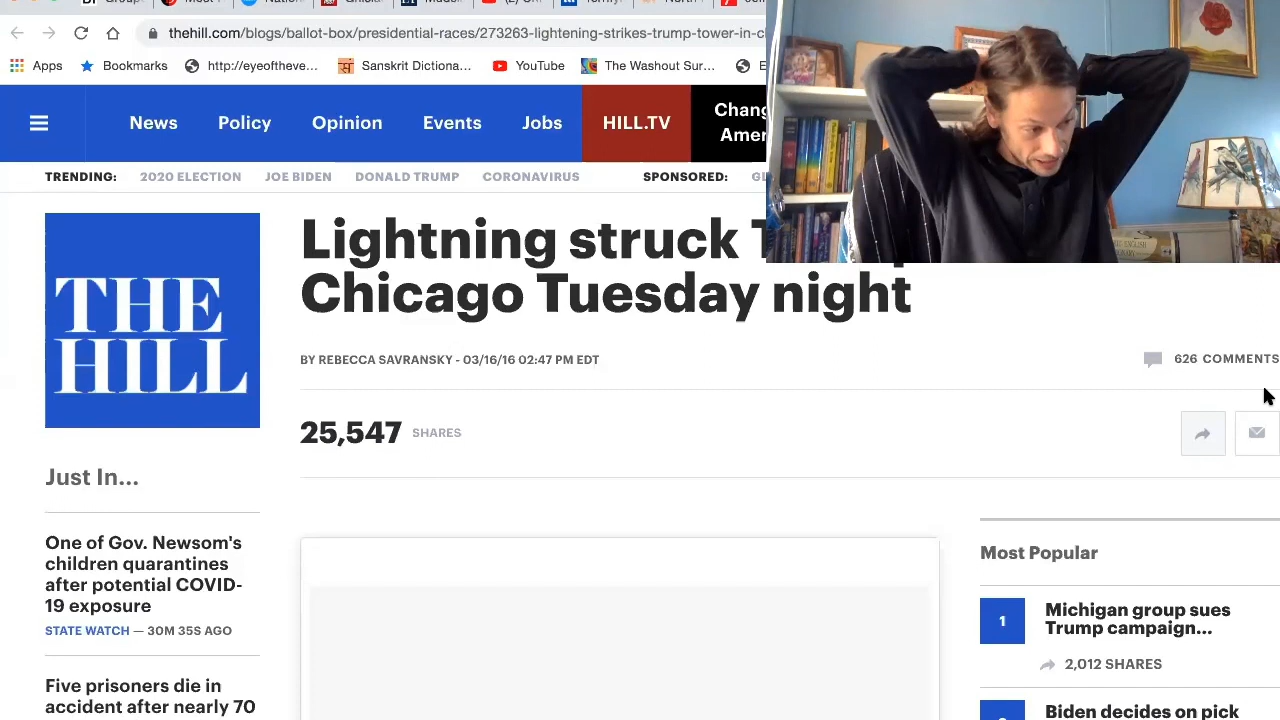 thehill.com/blogs/ballot-box/presidential-races/273263-lightening-strikes-trump-tower-in-c
Apps Bookmarks http://eyeoftheve... Sanskrit Dictiona... YouTube The Washout Sur... E
News Policy Opinion Events Jobs HILL.TV Chang
Amer
TRENDING: 2020 ELECTION JOE BIDEN DONALD TRUMP CORONAVIRUS SPONSORED:
THE
HILL
Lightning struck T
Chicago Tuesday night
BY REBECCA SAVRANSKY - 03/16/16 02:47 PM EDT
626 COMMENTS
25,547 SHARES
Just In...
One of Gov. Newsom's
children quarantines
after potential COVID-
19 exposure
STATE WATCH — 30M 35S AGO
Five prisoners die in
accident after nearly 70
Most Popular
1 Michigan group sues
Trump campaign...
2,012 SHARES
Biden decides on pick